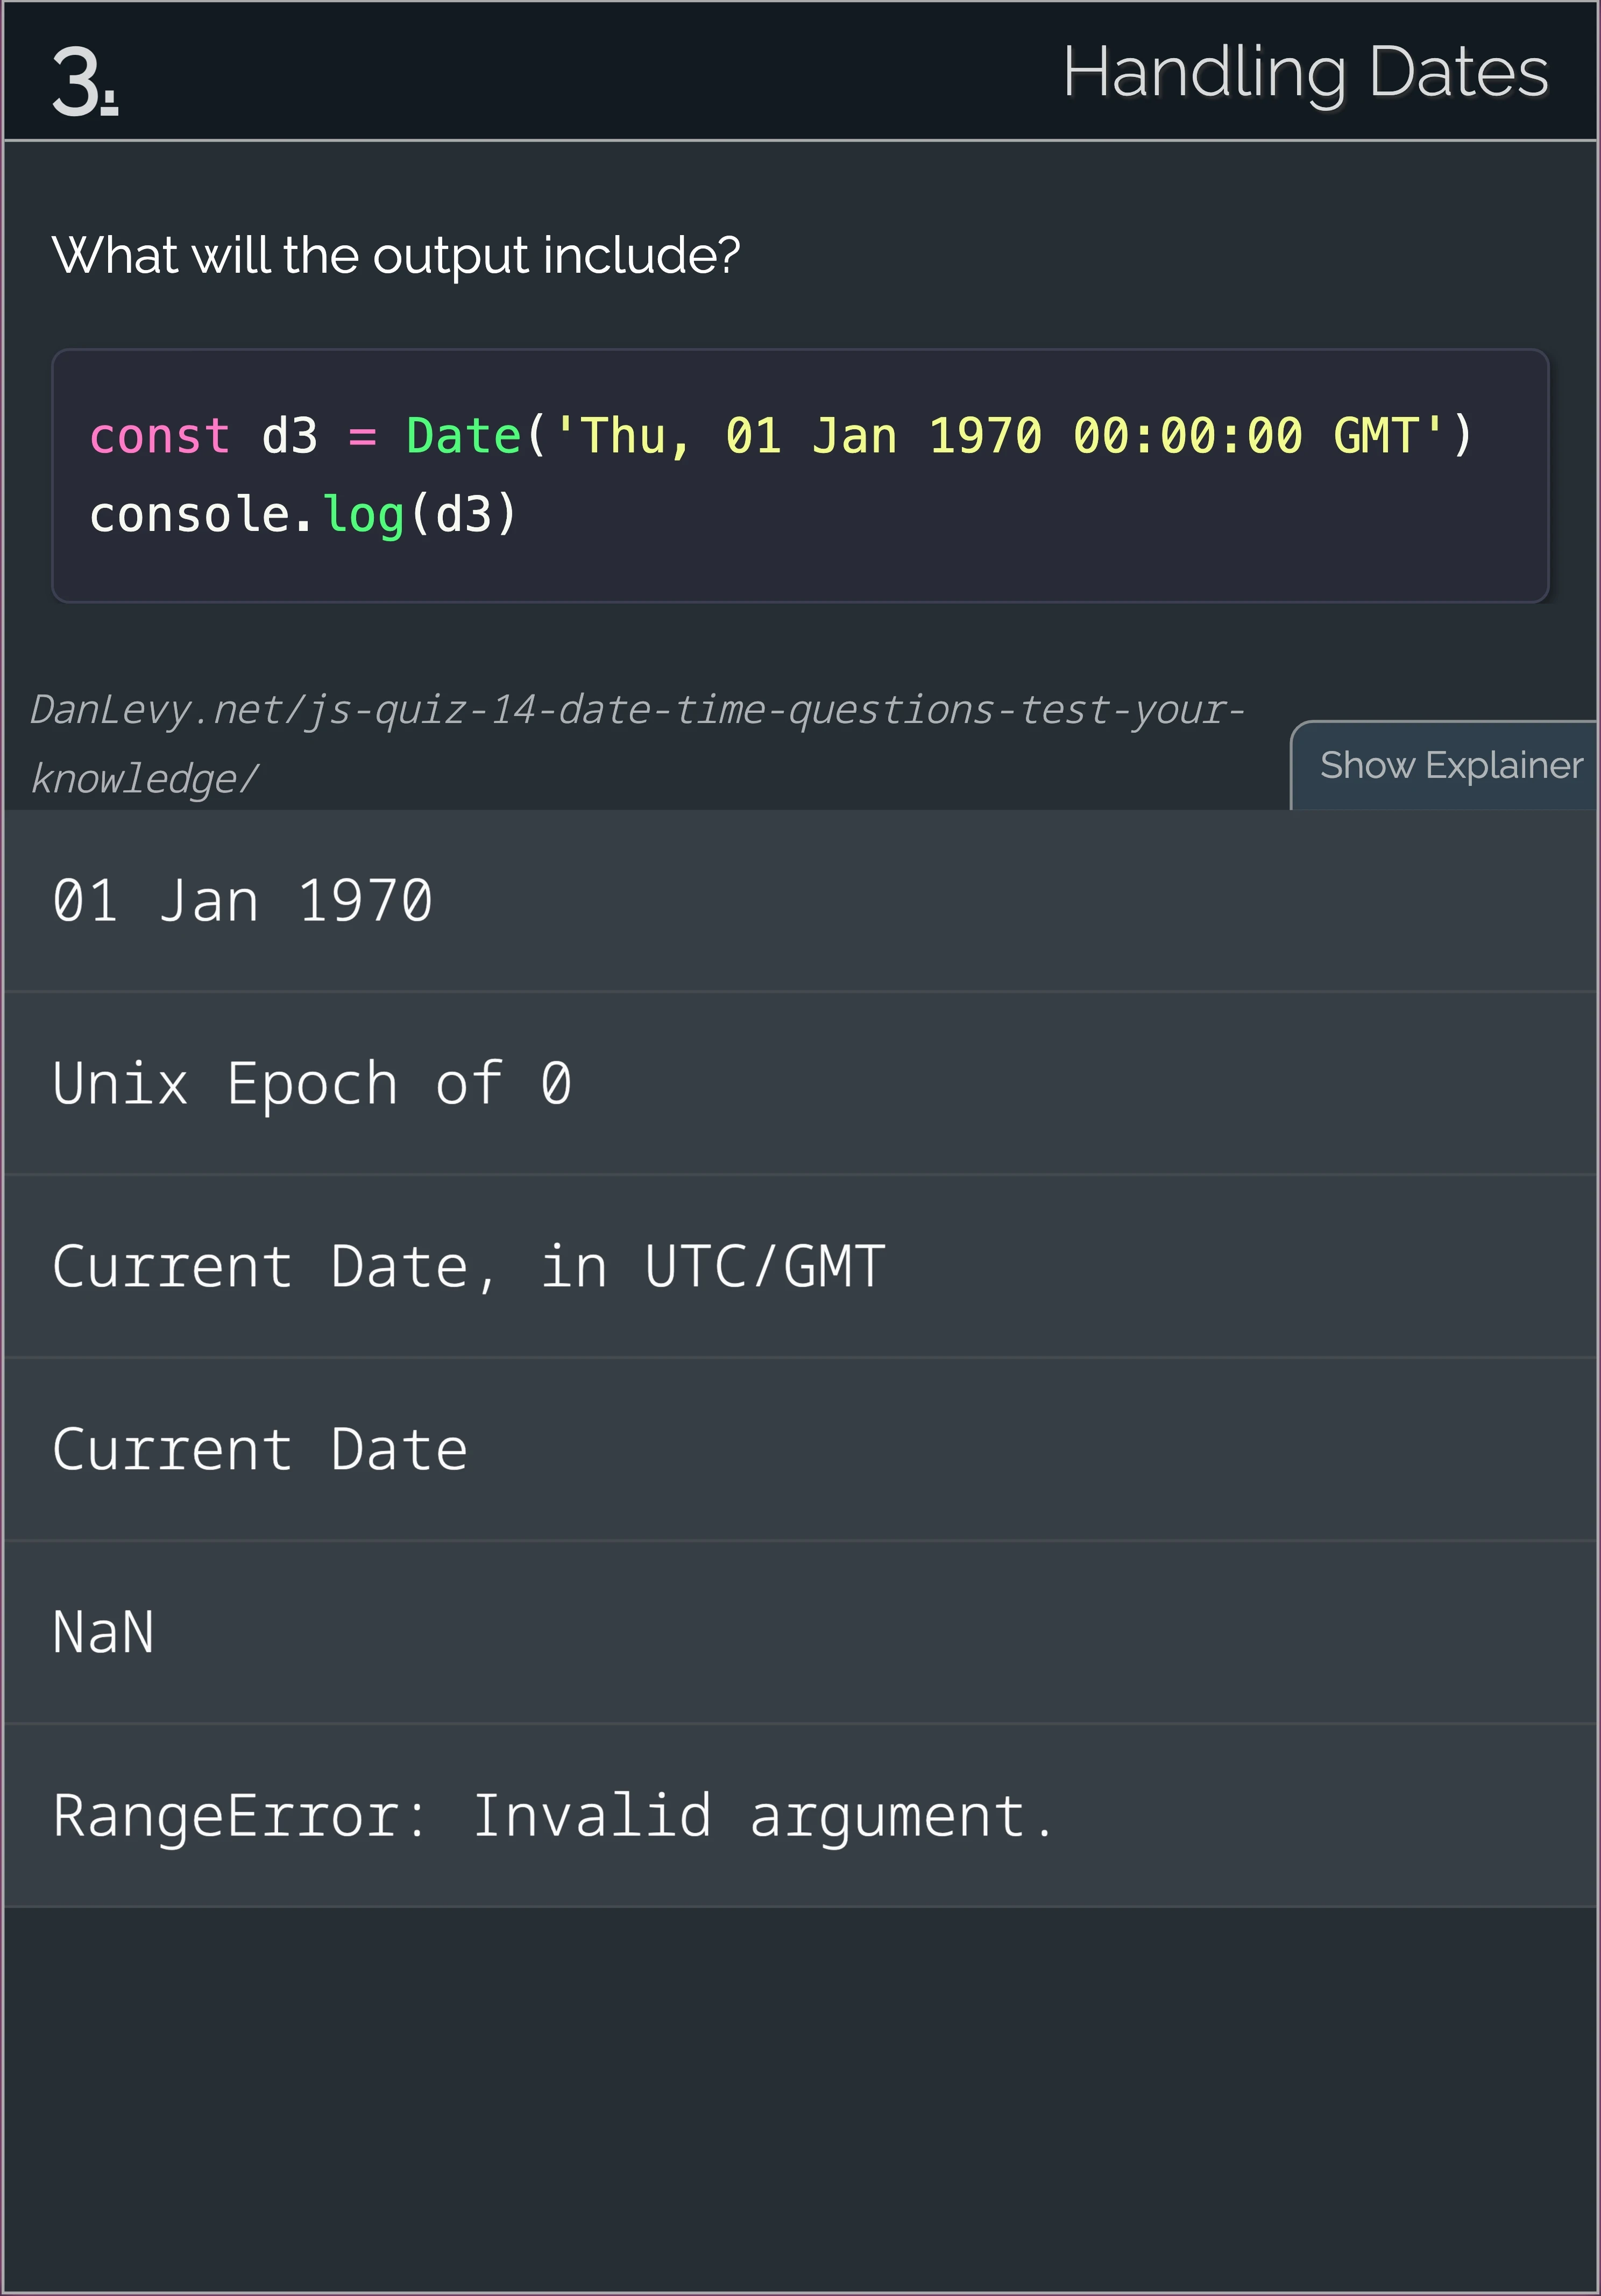 3.
Handling Dates
What will the output include?
const d3 = Date('Thu, 01 Jan 1970 00:00:00 GMT')
console.log(d3)
DanLevy.net/js-quiz-14-date-time-questions-test-your-
knowledge/
Show Explainer
01 Jan 1970
Unix Epoch of 0
Current Date, in UTC/GMT
Current Date
NaN
RangeError: Invalid argument.